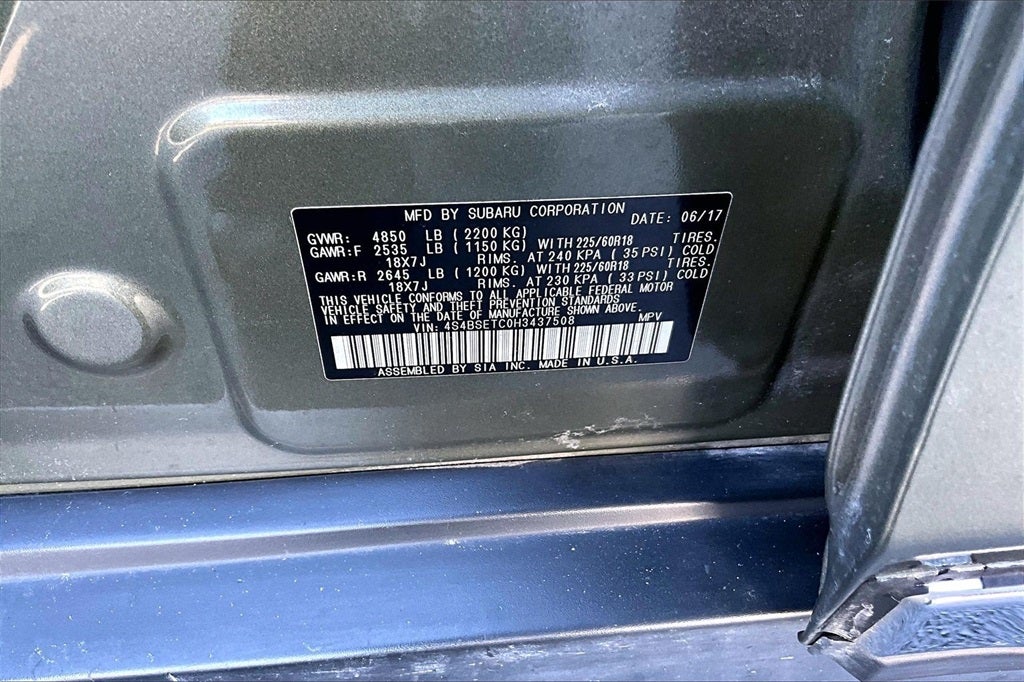 MFD BY SUBARU CORPORATION DATE: 06/17
GVWR: 4850 LB (2200 KG)
GAWR:F 2535 LB (1150 KG) WITH 225/60R18 TIRES.
18X7J RIMS. AT 240 KPA (35 PSI) COLD
GAWR:R 2645 LB (1200 KG) WITH 225/60R18 TIRES.
18X7J RIMS. AT 230 KPA (33 PSI) COLD
THIS VEHICLE CONFORMS TO ALL APPLICABLE FEDERAL MOTOR
VEHICLE SAFETY AND THEFT PREVENTION STANDARDS
IN EFFECT ON THE DATE OF MANUFACTURE SHOWN ABOVE.
VIN: 4S4BSETC0H3437508 MPV
ASSEMBLED BY SIA INC. MADE IN U.S.A.